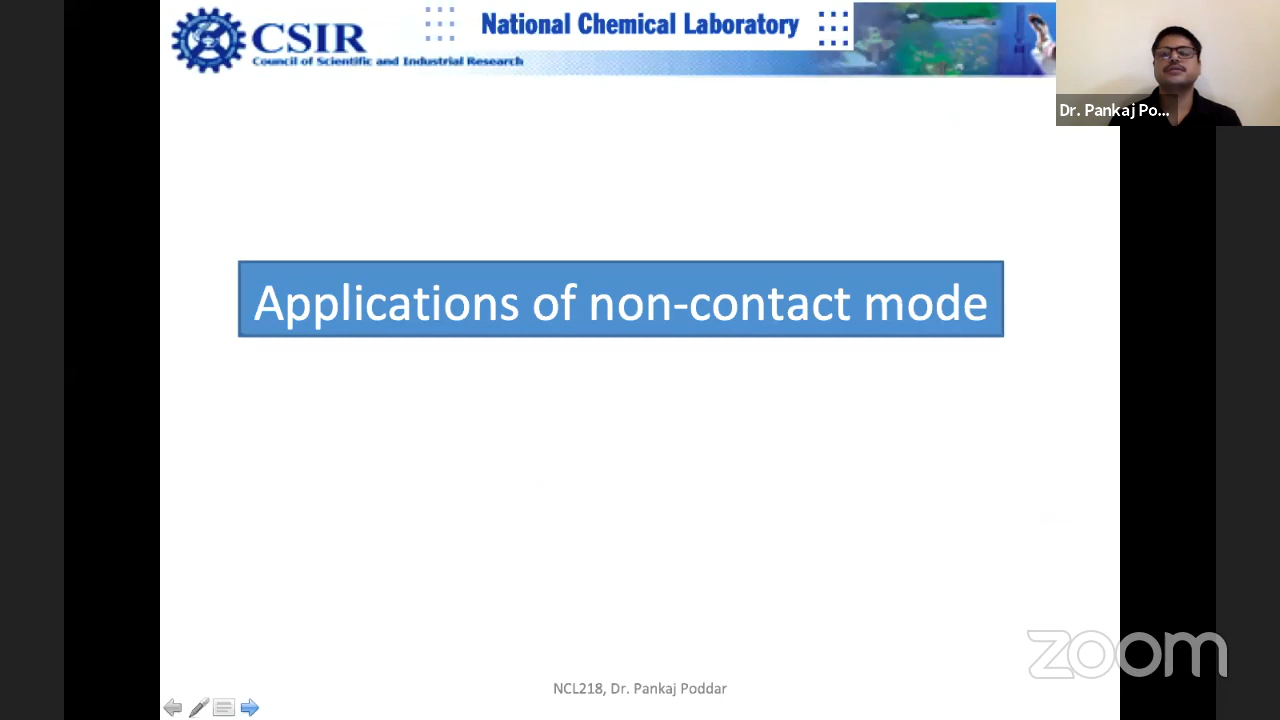 CSIR
Council of Scientific and Industrial Research
National Chemical Laboratory
Dr. Pankaj Po...
Applications of non-contact mode
zoom
NCL218, Dr. Pankaj Poddar